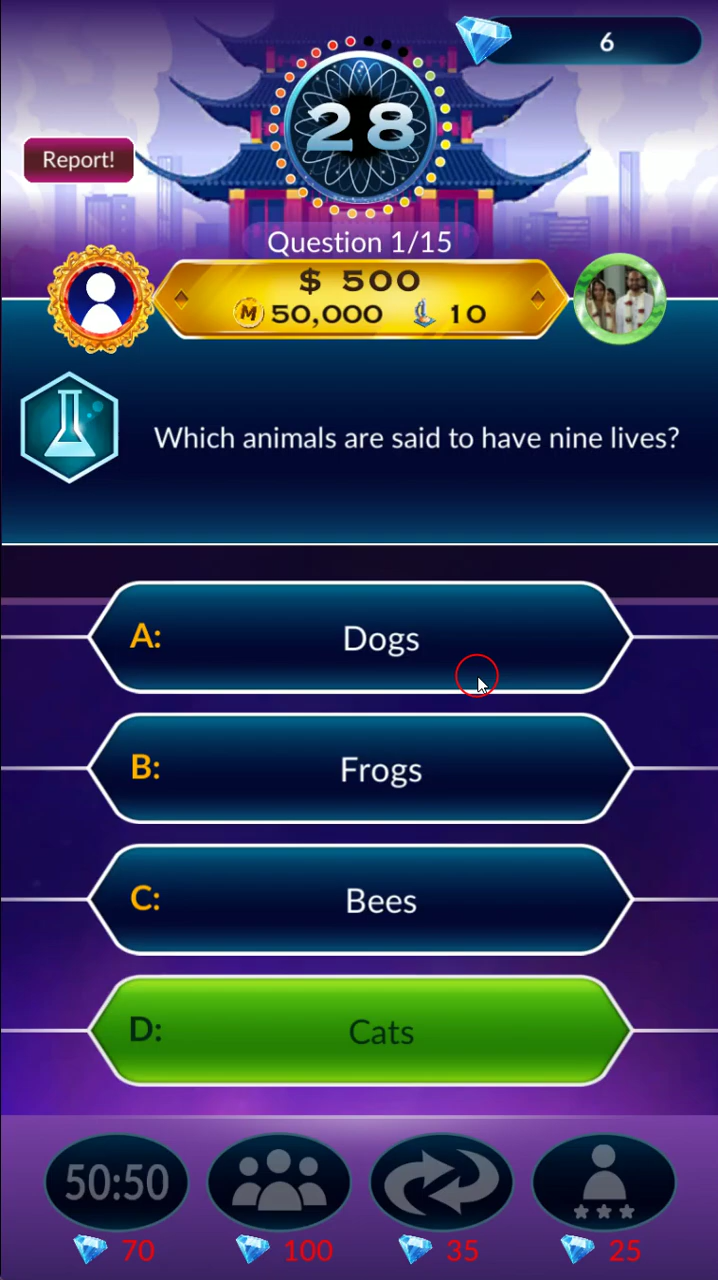 6
28
Report!
Question 1/15
$ 500
M 50,000 10
Which animals are said to have nine lives?
A: Dogs
B: Frogs
C: Bees
D: Cats
50:50
70 100 35 25